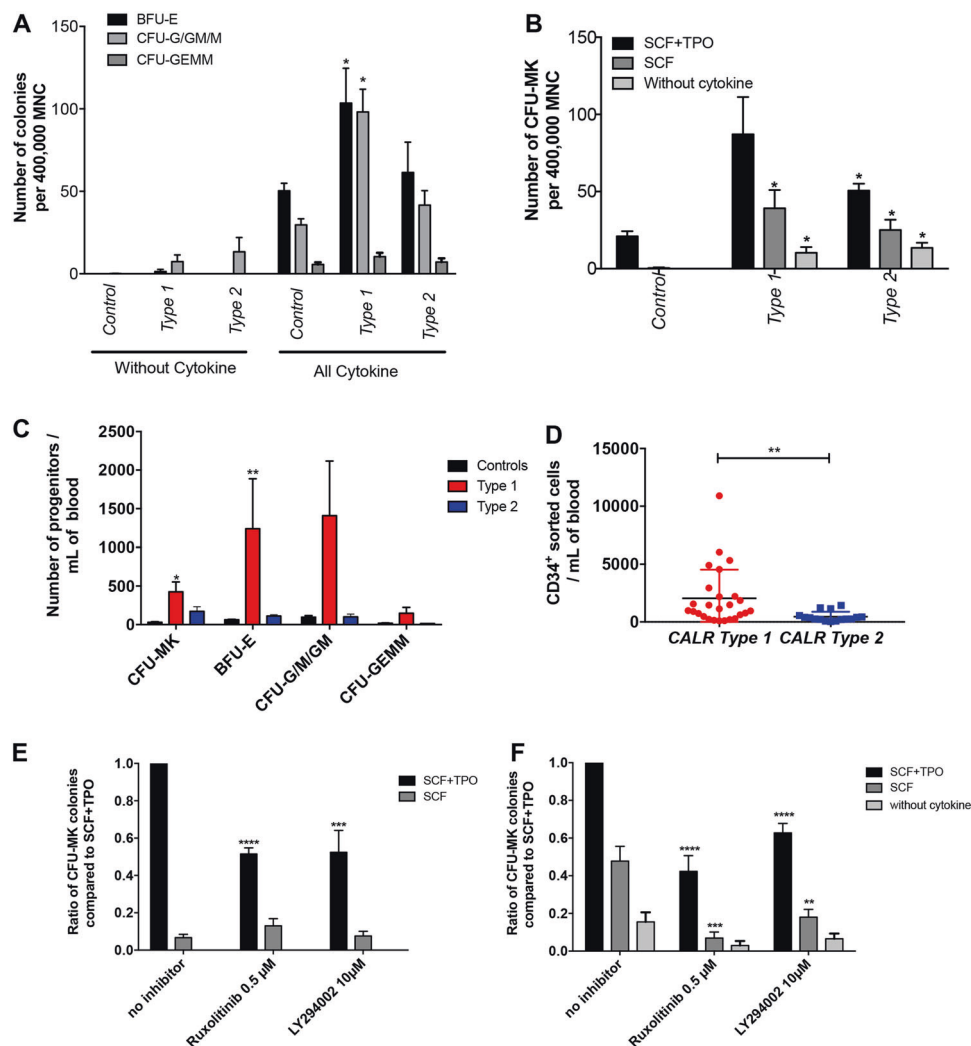 A
BFU-E
CFU-G/GM/M
CFU-GEMM
Number of colonies
per 400,000 MNC
150
100
50
0
*
*
Control
Type 1
Type 2
Control
Type 1
Type 2
Without Cytokine
All Cytokine
B
SCF+TPO
SCF
Without cytokine
Number of CFU-MK
per 400,000 MNC
150
100
50
0
*
*
*
*
*
Control
Type 1
Type 2
C
Number of progenitors /
mL of blood
2500
2000
1500
1000
500
0
*
**
Controls
Type 1
Type 2
CFU-MK
BFU-E
CFU-G/M/GM
CFU-GEMM
D
CD34+ sorted cells
/ mL of blood
15000
10000
5000
0
**
CALR Type 1
CALR Type 2
E
Ratio of CFU-MK colonies
compared to SCF+TPO
1.0
0.8
0.6
0.4
0.2
0.0
****
***
SCF+TPO
SCF
no inhibitor
Ruxolitinib 0.5 µM
LY294002 10µM
F
Ratio of CFU-MK colonies
compared to SCF+TPO
1.0
0.8
0.6
0.4
0.2
0.0
****
***
****
**
SCF+TPO
SCF
without cytokine
no inhibitor
Ruxolitinib 0.5 µM
LY294002 10µM